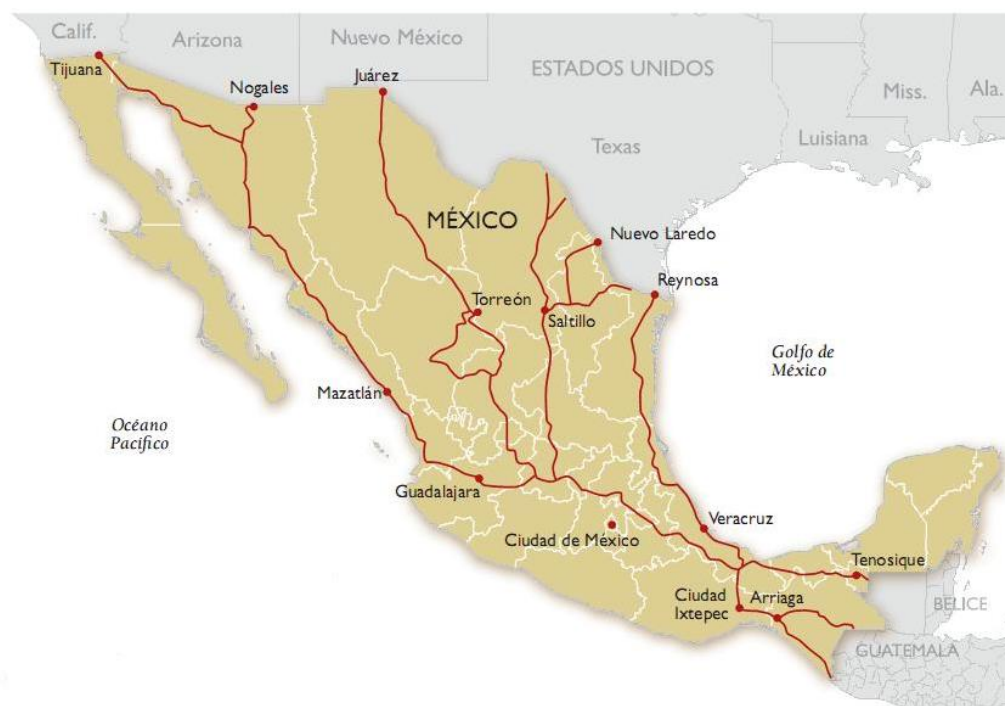 Calif.
Arizona
Nuevo México
ESTADOS UNIDOS
Tijuana
Nogales
Juárez
Miss.
Ala.
Texas
Luisiana
MÉXICO
Nuevo Laredo
Reynosa
Torreón
Saltillo
Golfo de
México
Mazatlán
Océano
Pacífico
Guadalajara
Veracruz
Ciudad de México
Tenosique
Ciudad
Ixtepec
Arriaga
BELICE
GUATEMALA